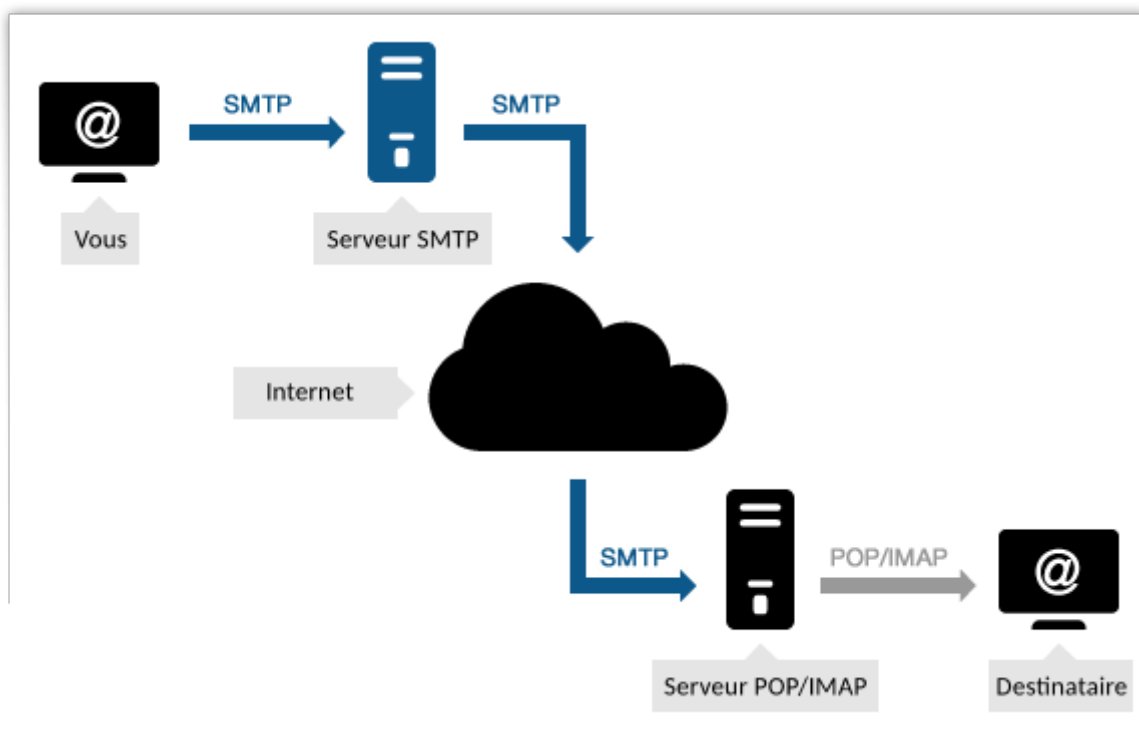 SMTP
SMTP
@
Vous
Serveur SMTP
Internet
SMTP
POP/IMAP
@
Serveur POP/IMAP
Destinataire